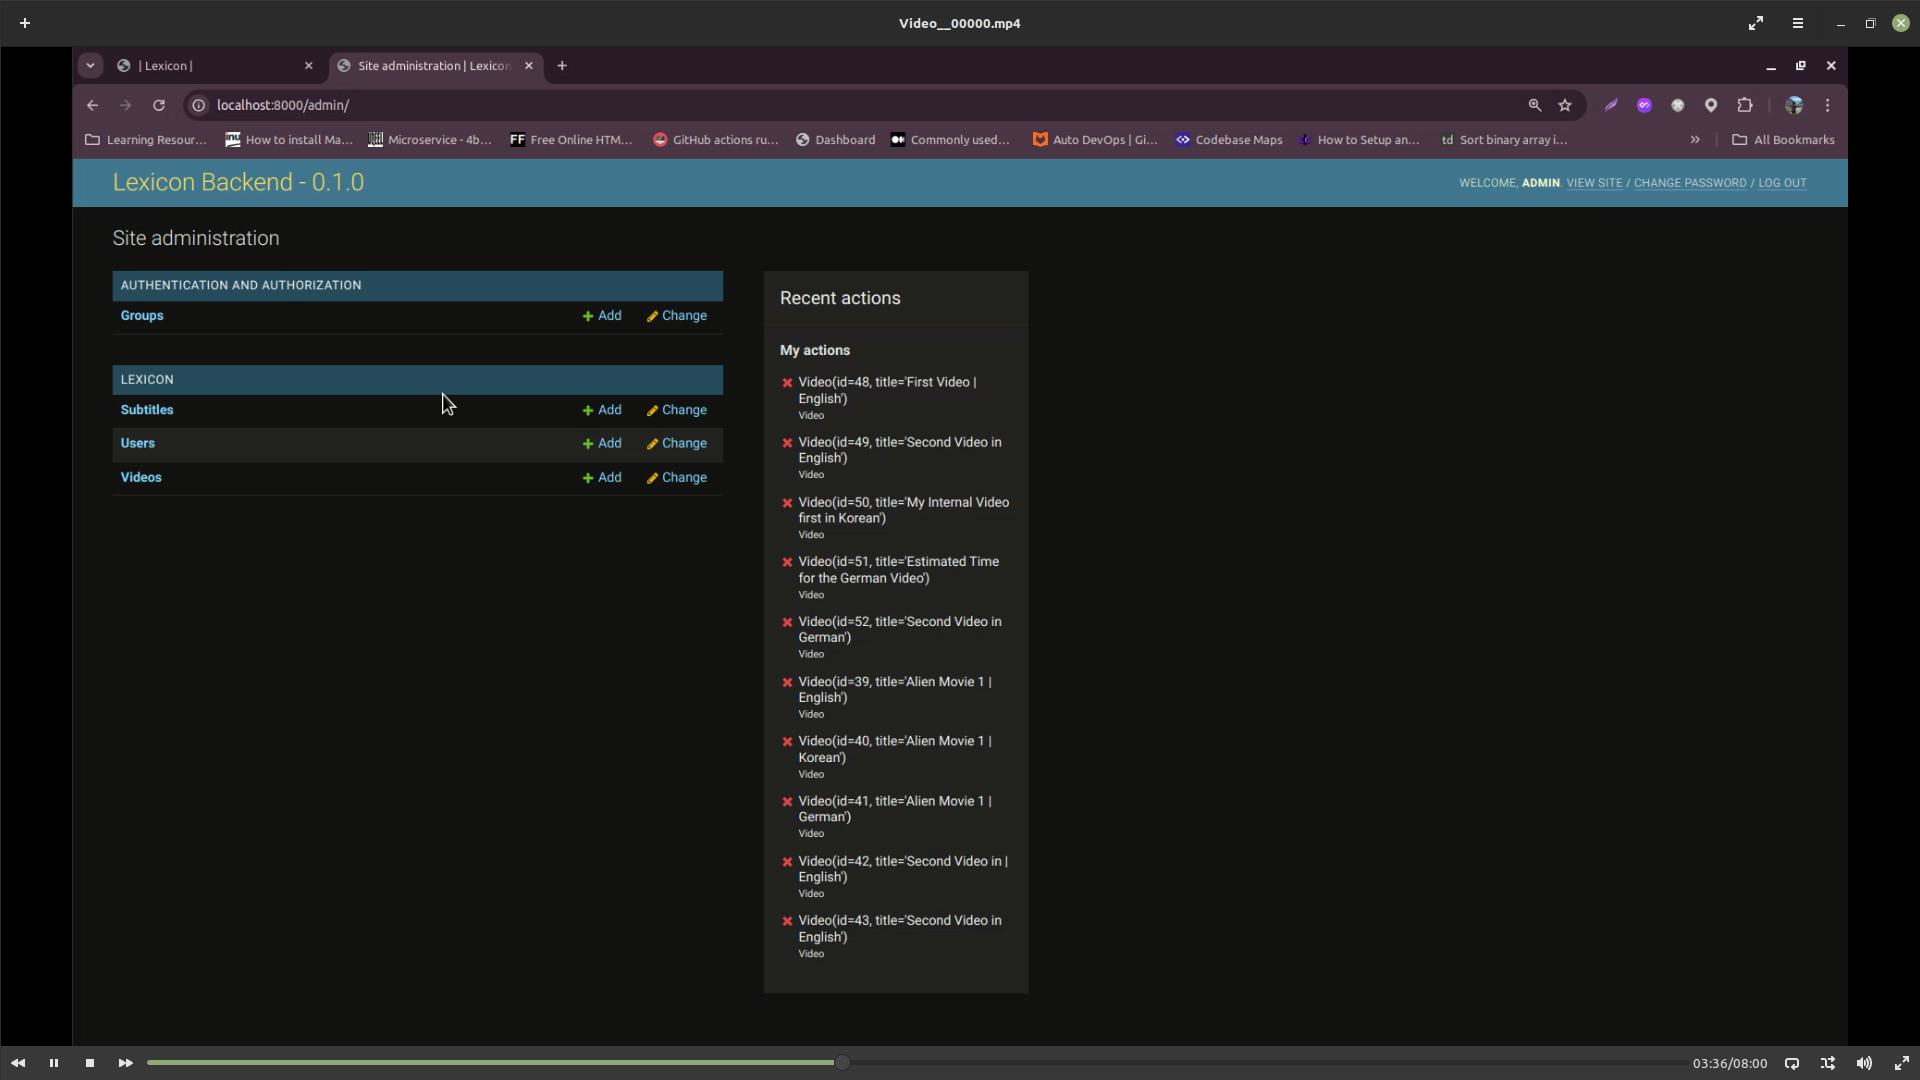 Video__00000.mp4
| Lexicon |
Site administration | Lexicon
localhost:8000/admin/
Learning Resour...
How to install Ma...
Microservice - 4b...
FF Free Online HTM...
GitHub actions ru...
Dashboard
Commonly used...
Auto DevOps | Gi...
Codebase Maps
How to Setup an...
td Sort binary array i...
All Bookmarks
Lexicon Backend - 0.1.0
WELCOME, ADMIN. VIEW SITE / CHANGE PASSWORD / LOG OUT
Site administration
AUTHENTICATION AND AUTHORIZATION
Groups Add Change
LEXICON
Subtitles Add Change
Users Add Change
Videos Add Change
Recent actions
My actions
Video(id=48, title='First Video |
English')
Video
Video(id=49, title='Second Video in
English')
Video
Video(id=50, title='My Internal Video
first in Korean')
Video
Video(id=51, title='Estimated Time
for the German Video')
Video
Video(id=52, title='Second Video in
German')
Video
Video(id=39, title='Alien Movie 1 |
English')
Video
Video(id=40, title='Alien Movie 1 |
Korean')
Video
Video(id=41, title='Alien Movie 1 |
German')
Video
Video(id=42, title='Second Video in |
English')
Video
Video(id=43, title='Second Video in
English')
Video
03:36/08:00